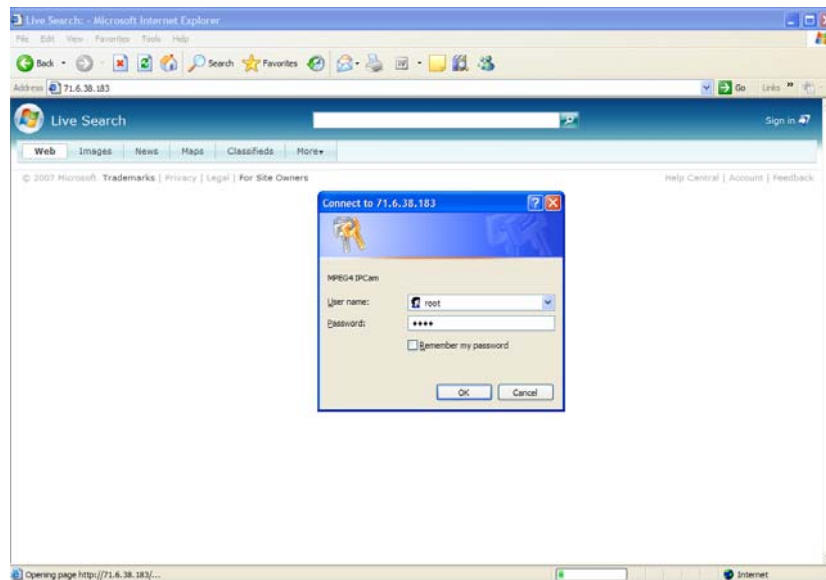 Live Search: - Microsoft Internet Explorer
File Edit View Favorites Tools Help
Back Search Favorites
Address 71.6.38.183 Go Links »
Live Search Sign in
Web Images News Maps Classifieds More▾
© 2007 Microsoft Trademarks | Privacy | Legal | For Site Owners Help Central | Account | Feedback
Connect to 71.6.38.183
MPEG4 IPCam
User name: root
Password: ••••
Remember my password
OK Cancel
Opening page http://71.6.38.183/... Internet